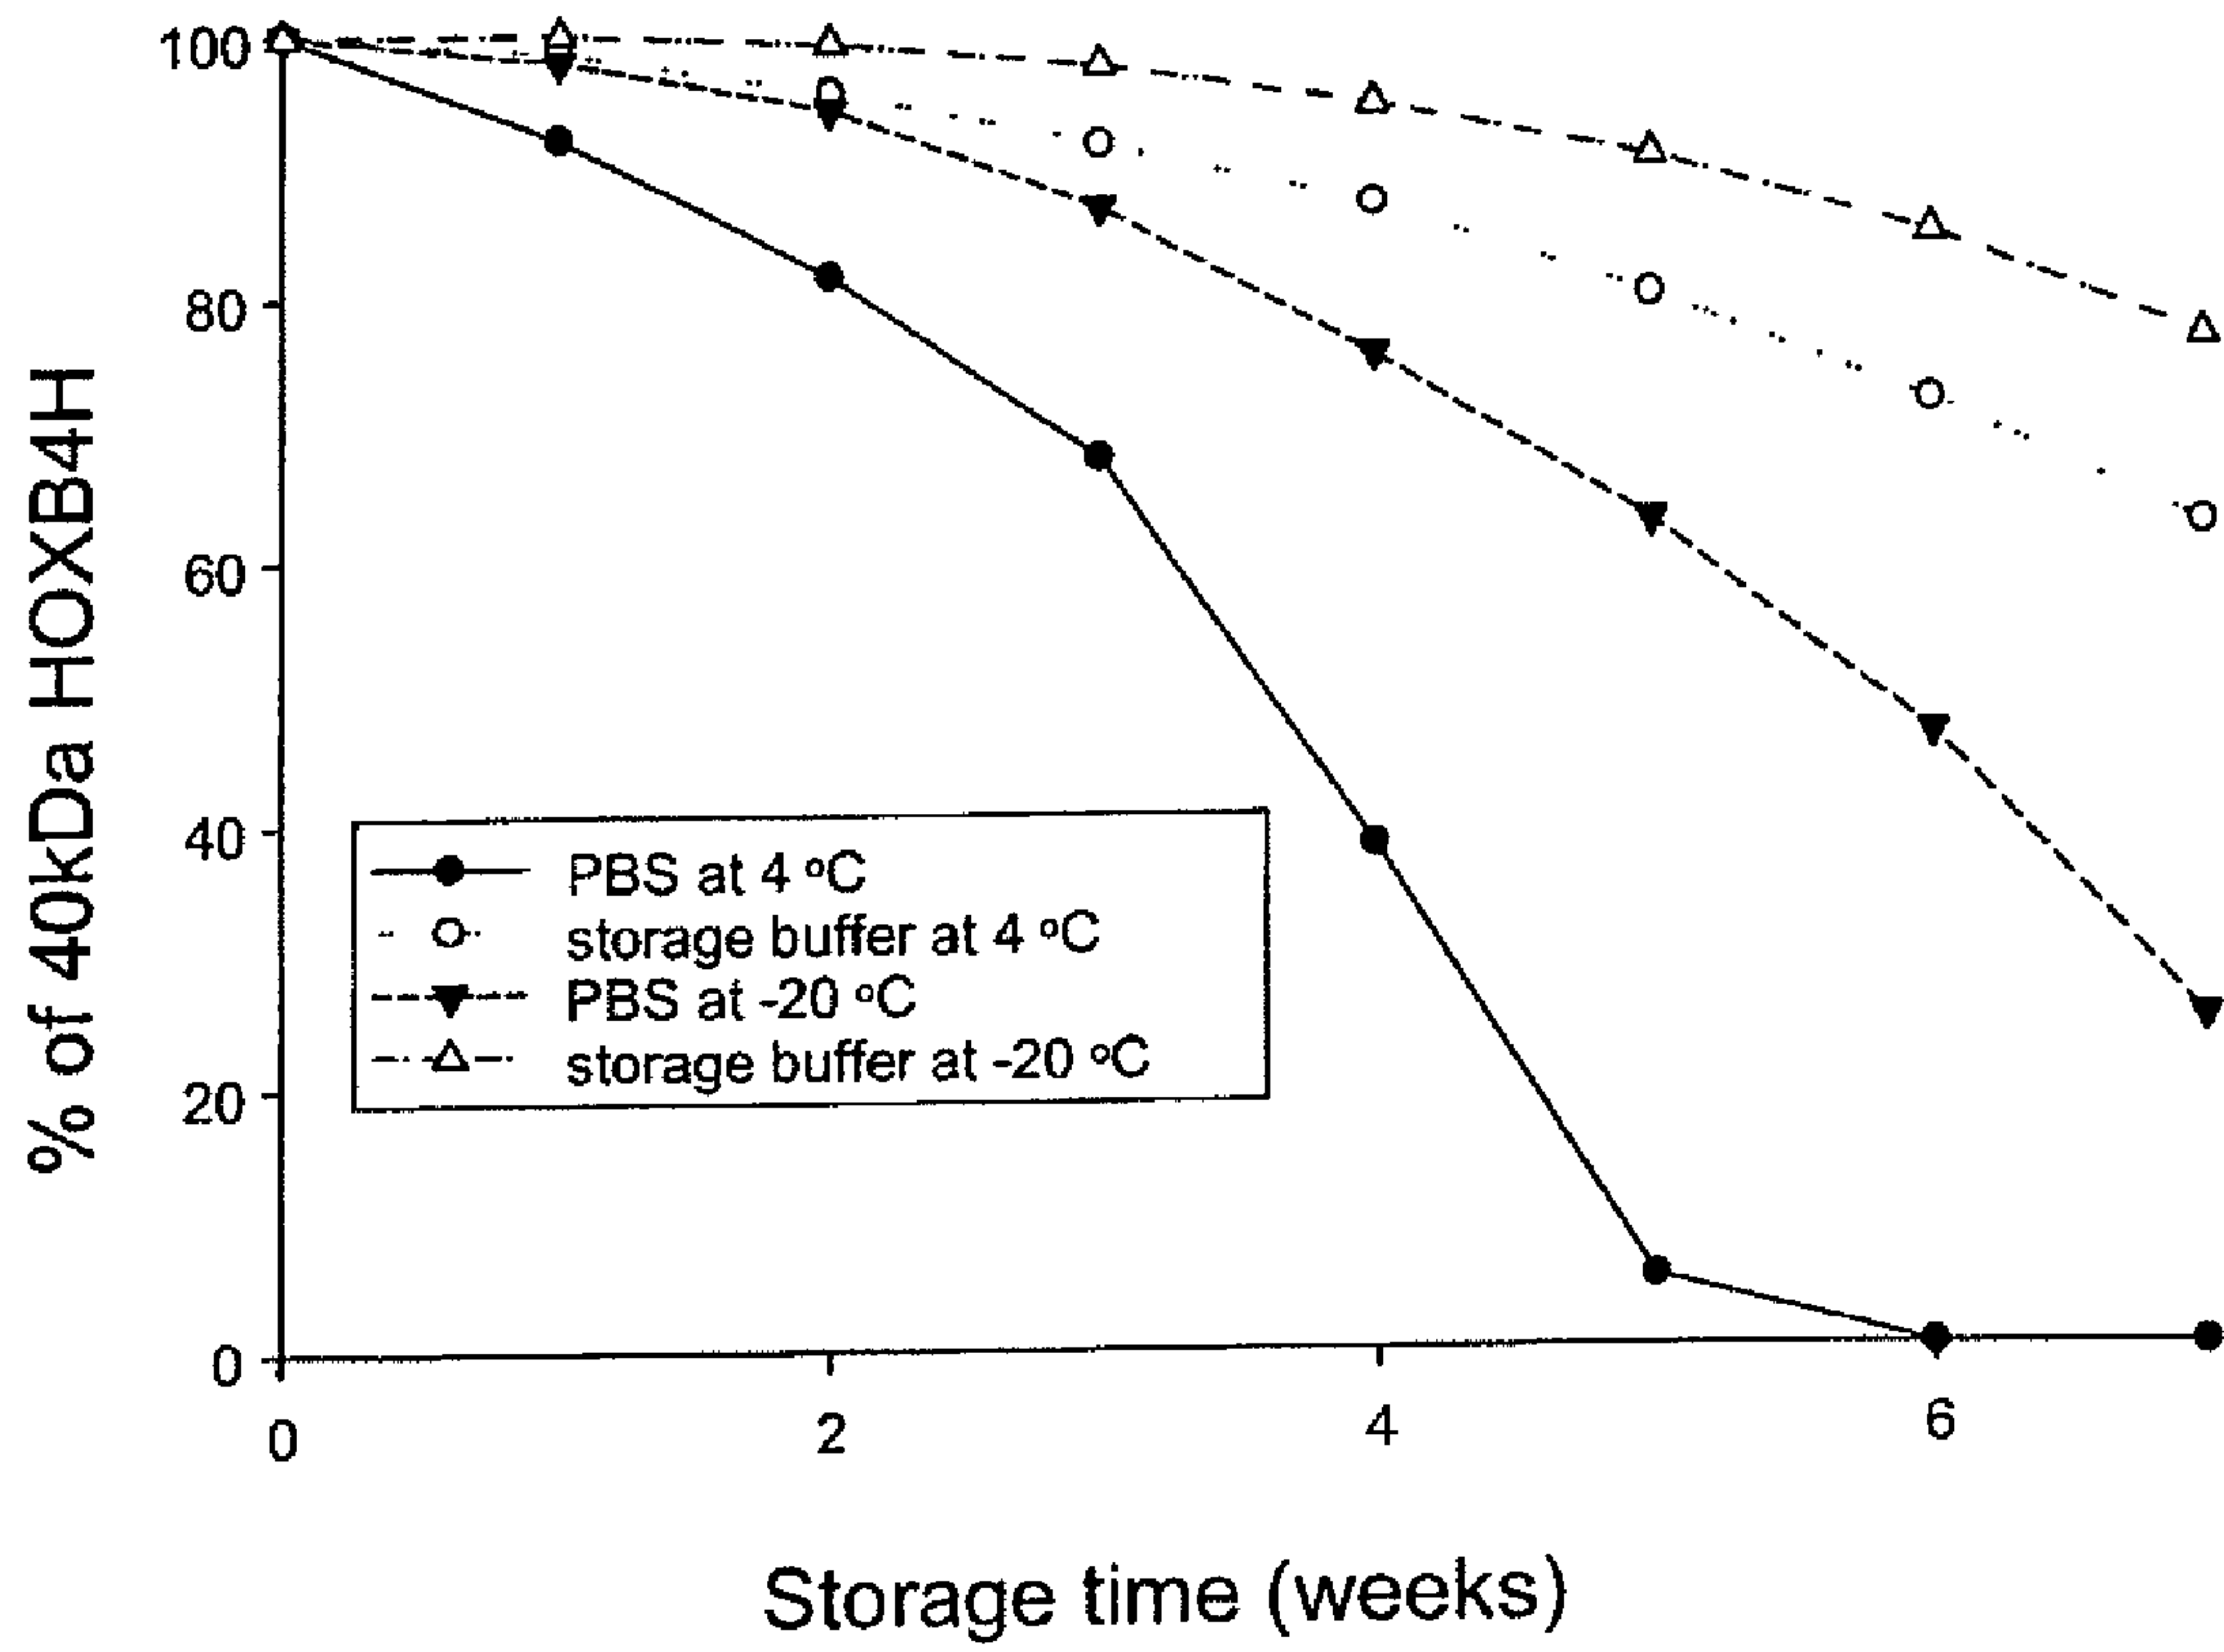 100
80
60
40
20
0
% of 40kDa HOXB4H
PBS at 4 °C
storage buffer at 4 °C
PBS at -20 °C
storage buffer at -20 °C
0 2 4 6
Storage time (weeks)